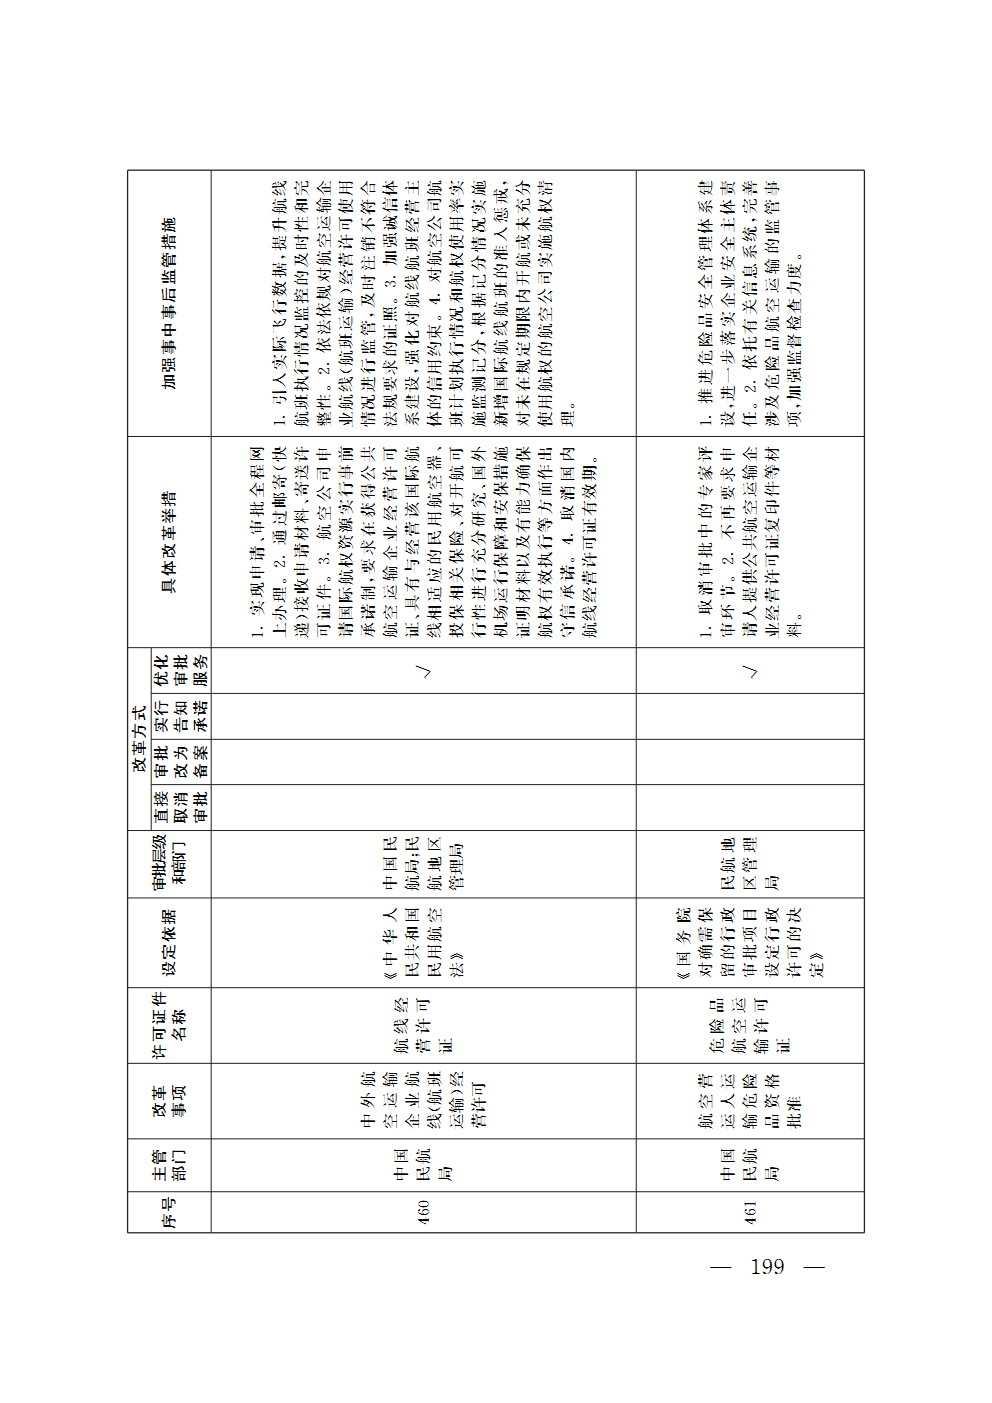 序号
主管
部门
改革
事项
许可证件
名称
设定依据
审批层级
和部门
改革方式
直接
取消
审批
审批
改为
备案
实行
告知
承诺
优化
审批
服务
具体改革举措
加强事中事后监管措施
460
中国
民航
局
中外航
空运输
企业航
线(航班
运输)经
营许可
航线经
营许可
证
《中华人
民共和国
民用航空
法》
中国民
航局;民
航地区
管理局
√
1. 实现申请、审批全程网
上办理。2. 通过邮寄(快
递)接收申请材料、寄送许
可证件。3. 航空公司申
请国际航权资源实行事前
承诺制,要求在获得公共
航空运输企业经营许可
证、具有与经营该国际航
线相适应的民用航空器、
投保相关保险、对开航可
行性进行充分研究、国外
机场运行保障和安保措施
证明材料以及有能力确保
航权有效执行等方面作出
守信承诺。4. 取消国内
航线经营许可证有效期。
1. 引入实际飞行数据,提升航线
航班执行情况监控的及时性和完
整性。2. 依法依规对航空运输企
业航线(航班运输)经营许可使用
情况进行监管,及时注销不符合
法规要求的证照。3. 加强诚信体
系建设,强化对航线航班经营主
体的信用约束。4. 对航空公司航
班计划执行情况和航权使用率实
施监测记分,根据记分情况实施
新增国际航线航班的准入惩戒,
对未在规定期限内开航或未充分
使用航权的航空公司实施航权清
理。
461
中国
民航
局
航空营
运人运
输危险
品资格
批准
危险品
航空运
输许可
证
《国务院
对确需保
留的行政
审批项目
设定行政
许可的决
定》
民航地
区管理
局
√
1. 取消审批中的专家评
审环节。2. 不再要求申
请人提供公共航空运输企
业经营许可证复印件等材
料。
1. 推进危险品安全管理体系建
设,进一步落实企业安全主体责
任。2. 依托有关信息系统,完善
涉及危险品航空运输的监管事
项,加强监督检查力度。
— 199 —